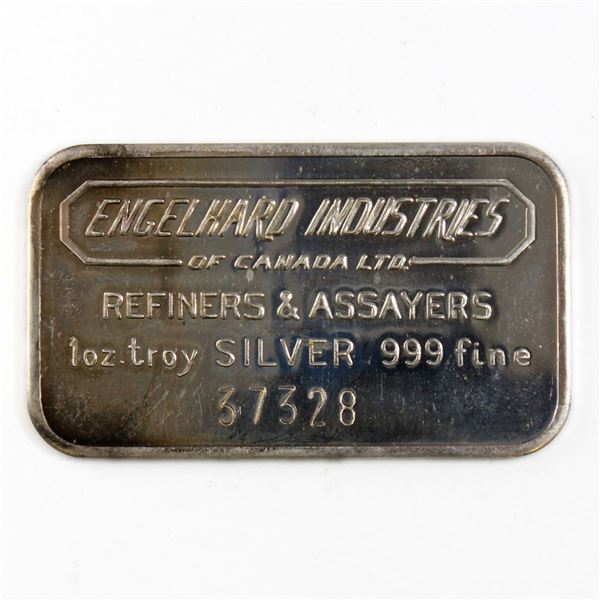 ENGELHARD INDUSTRIES
OF CANADA LTD.
REFINERS & ASSAYERS
1oz.troy SILVER 999 fine
37328